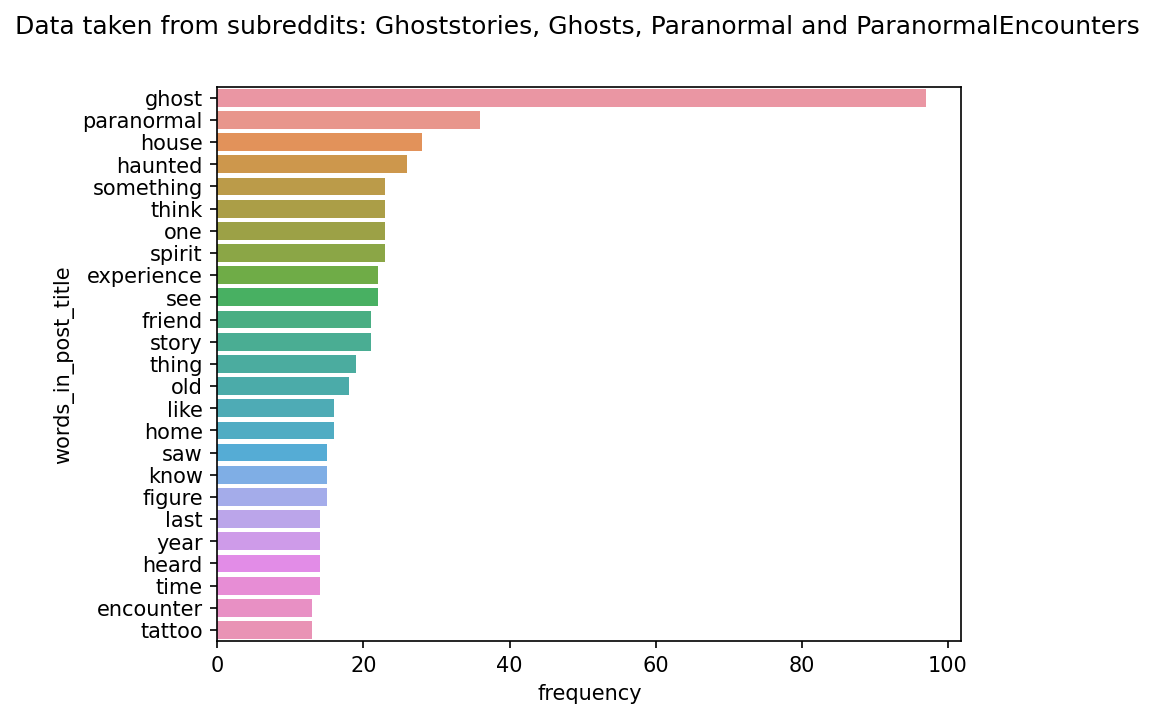 Data taken from subreddits: Ghoststories, Ghosts, Paranormal and ParanormalEncounters
words_in_post_title
ghost
paranormal
house
haunted
something
think
one
spirit
experience
see
friend
story
thing
old
like
home
saw
know
figure
last
year
heard
time
encounter
tattoo
0 20 40 60 80 100
frequency